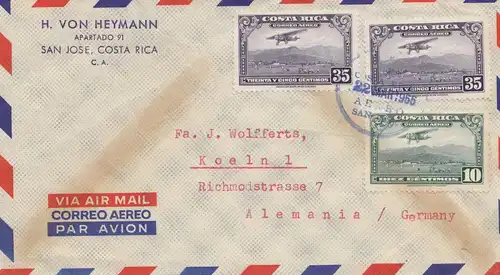 H. VON HEYMANN
APARTADO 91
SAN JOSE, COSTA RICA
C. A.
COSTA RICA
CORREO AEREO
TREINTA Y CINCO CENTIMOS
35
COSTA RICA
CORREO AEREO
TREINTA Y CINCO CENTIMOS
35
COSTA RICA
CORREO AEREO
DIEZ CENTIMOS
10
Fa. J. Wolfferts,
Koeln 1
Richmodstrasse 7
Alemania / Germany
VIA AIR MAIL
CORREO AEREO
PAR AVION